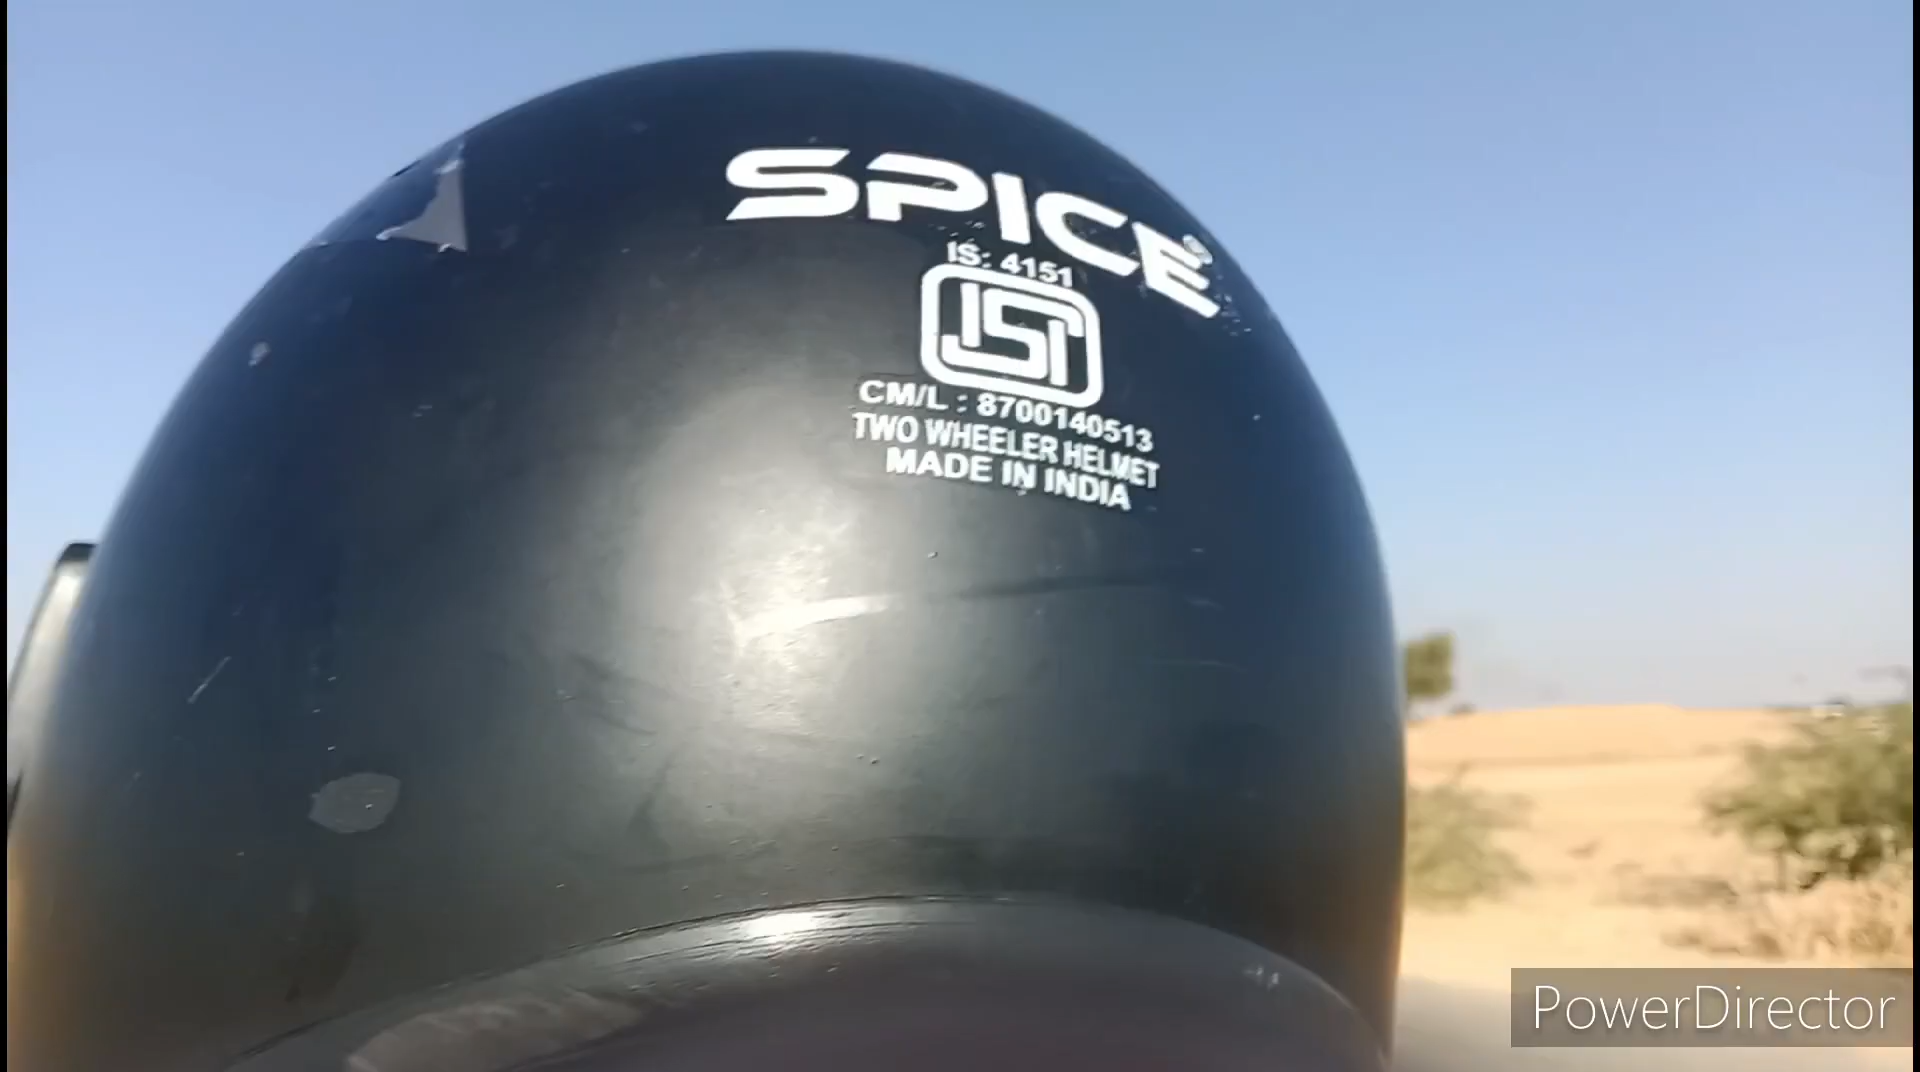 SPICE
IS: 4151
ISI
CM/L : 8700140513
TWO WHEELER HELMET
MADE IN INDIA
PowerDirector